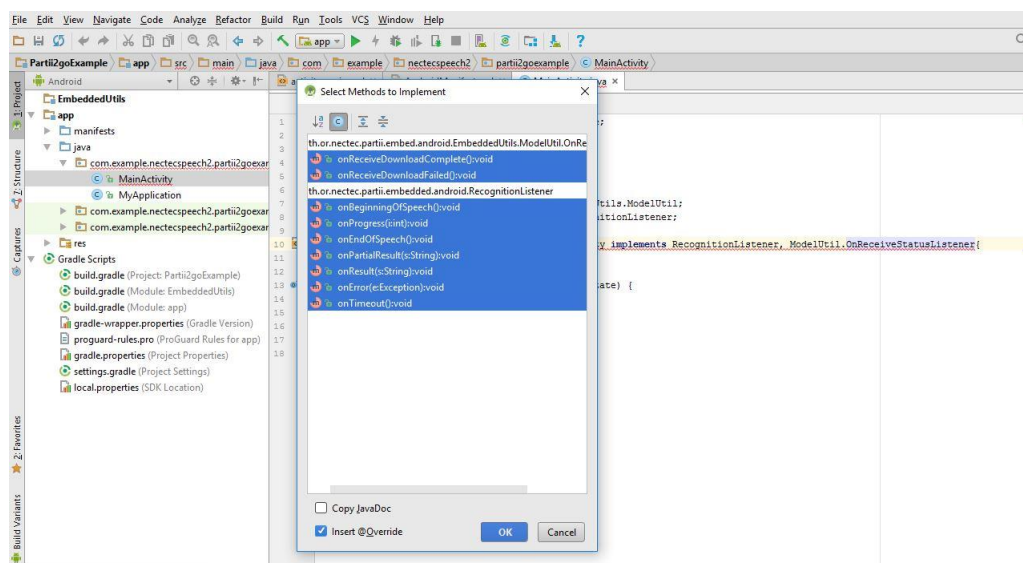 File Edit View Navigate Code Analyze Refactor Build Run Tools VCS Window Help
app
Partii2goExample app src main java com example nectecspeech2 partii2goexample MainActivity
Android
Select Methods to Implement
1: Project
7: Structure
Captures
2: Favorites
Build Variants
EmbeddedUtils
app
manifests
java
com.example.nectecspeech2.partii2goexar
MainActivity
MyApplication
com.example.nectecspeech2.partii2goexar
com.example.nectecspeech2.partii2goexar
res
Gradle Scripts
build.gradle (Project: Partii2goExample)
build.gradle (Module: EmbeddedUtils)
build.gradle (Module: app)
gradle-wrapper.properties (Gradle Version)
proguard-rules.pro (ProGuard Rules for app)
gradle.properties (Project Properties)
settings.gradle (Project Settings)
local.properties (SDK Location)
1
2
3
4
5
6
7
8
9
10
11
12
13
14
15
16
17
18
th.or.nectec.partii.embed.android.EmbeddedUtils.ModelUtil.OnRe
onReceiveDownloadComplete():void
onReceiveDownloadFailed():void
th.or.nectec.partii.embedded.android.RecognitionListener
onBeginningOfSpeech():void
onProgress(i:int):void
onEndOfSpeech():void
onPartialResult(s:String):void
onResult(s:String):void
onError(e:Exception):void
onTimeout():void
Copy JavaDoc
Insert @Override
OK Cancel
va
;
tils.ModelUtil;
itionListener;
y implements RecognitionListener, ModelUtil.OnReceiveStatusListener{
ate) {